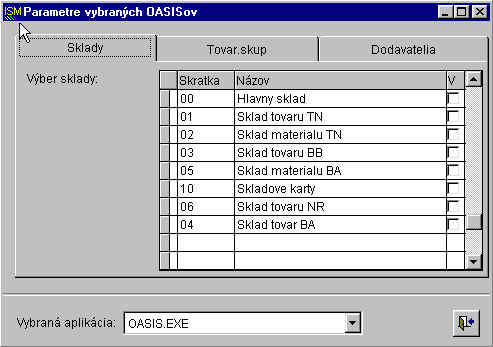 ISM Parametre vybraných OASISov
Sklady Tovar.skup Dodavatelia
Výber sklady:
Skratka Názov V
00 Hlavny sklad
01 Sklad tovaru TN
02 Sklad materialu TN
03 Sklad tovaru BB
05 Sklad materialu BA
10 Skladove karty
06 Sklad tovaru NR
04 Sklad tovar BA
Vybraná aplikácia: OASIS.EXE